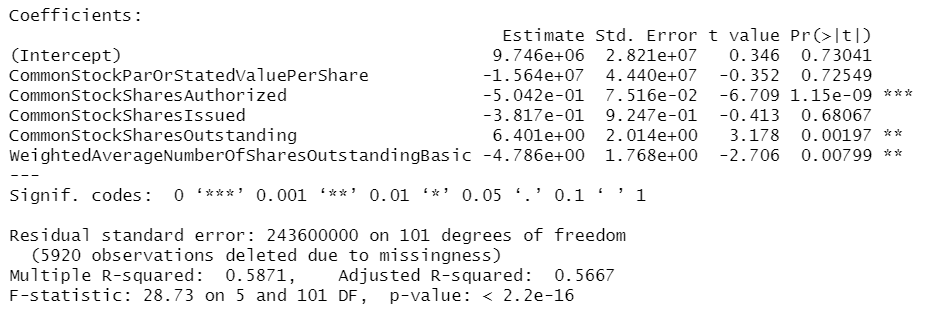 Coefficients:
Estimate Std. Error t value Pr(>|t|)
(Intercept) 9.746e+06 2.821e+07 0.346 0.73041
CommonStockParOrStatedValuePerShare -1.564e+07 4.440e+07 -0.352 0.72549
CommonStockSharesAuthorized -5.042e-01 7.516e-02 -6.709 1.15e-09 ***
CommonStockSharesIssued -3.817e-01 9.247e-01 -0.413 0.68067
CommonStockSharesOutstanding 6.401e+00 2.014e+00 3.178 0.00197 **
WeightedAverageNumberOfSharesOutstandingBasic -4.786e+00 1.768e+00 -2.706 0.00799 **
---
Signif. codes: 0 ‘***’ 0.001 ‘**’ 0.01 ‘*’ 0.05 ‘.’ 0.1 ‘ ’ 1
Residual standard error: 243600000 on 101 degrees of freedom
(5920 observations deleted due to missingness)
Multiple R-squared: 0.5871, Adjusted R-squared: 0.5667
F-statistic: 28.73 on 5 and 101 DF, p-value: < 2.2e-16